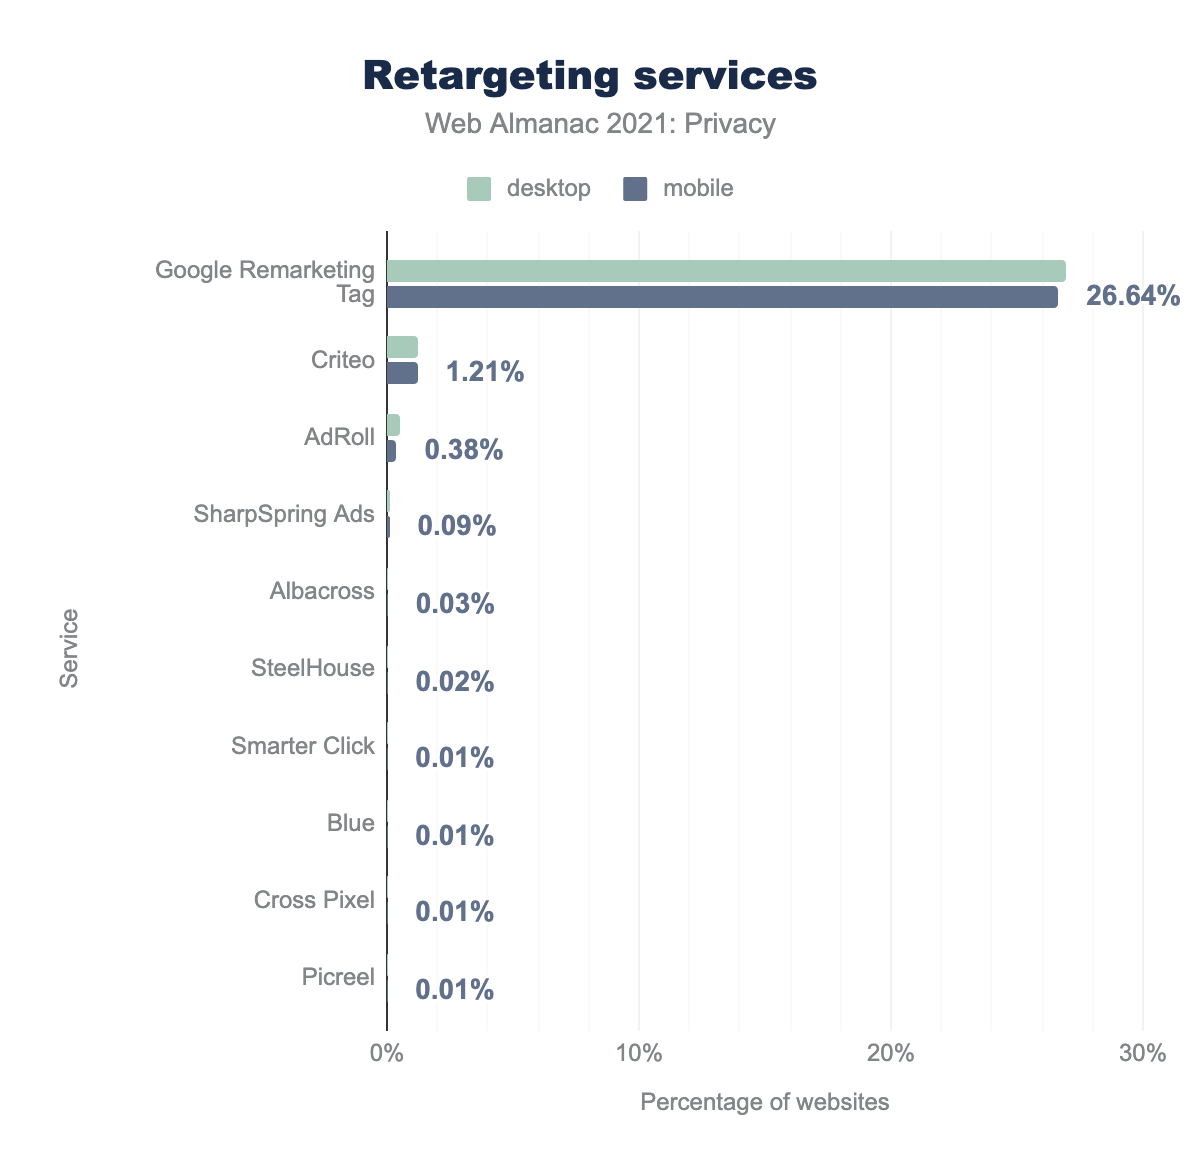 Retargeting services
Web Almanac 2021: Privacy
desktop
mobile
Google Remarketing
Tag
26.64%
Criteo
1.21%
AdRoll
0.38%
SharpSpring Ads
0.09%
Albacross
0.03%
SteelHouse
0.02%
Smarter Click
0.01%
Blue
0.01%
Cross Pixel
0.01%
Picreel
0.01%
Service
0%
10%
20%
30%
Percentage of websites